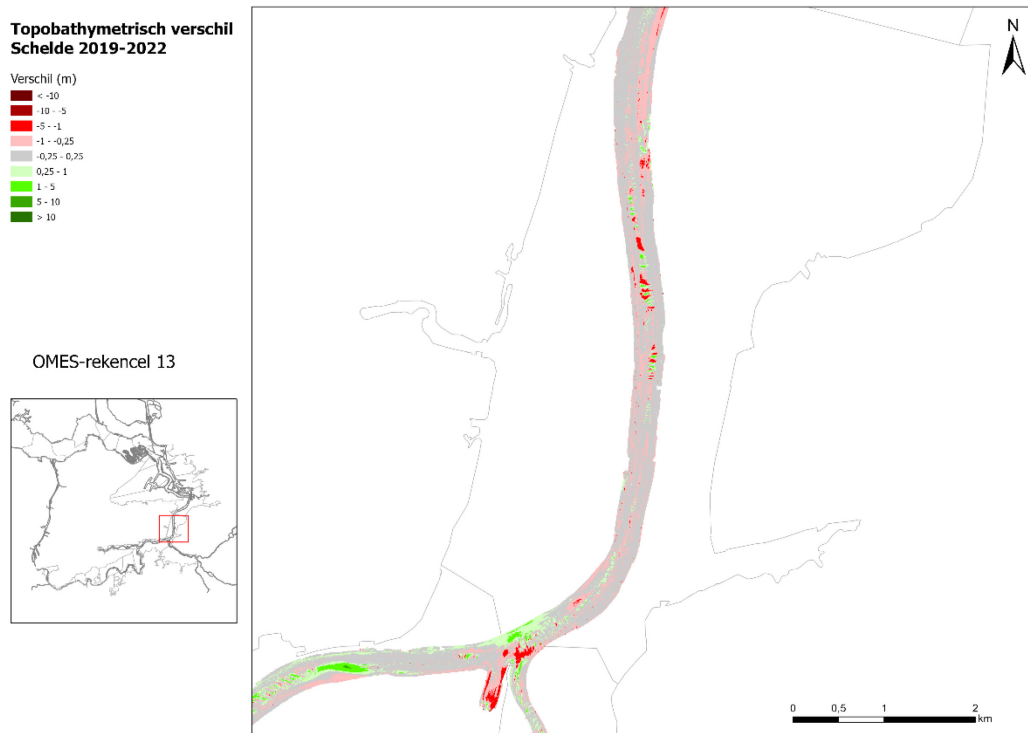 Topobathymetrisch verschil
Schelde 2019-2022
Verschil (m)
< -10
-10 - -5
-5 - -1
-1 - -0,25
-0,25 - 0,25
0,25 - 1
1 - 5
5 - 10
> 10
N
OMES-rekencel 13
0 0,5 1 2
km